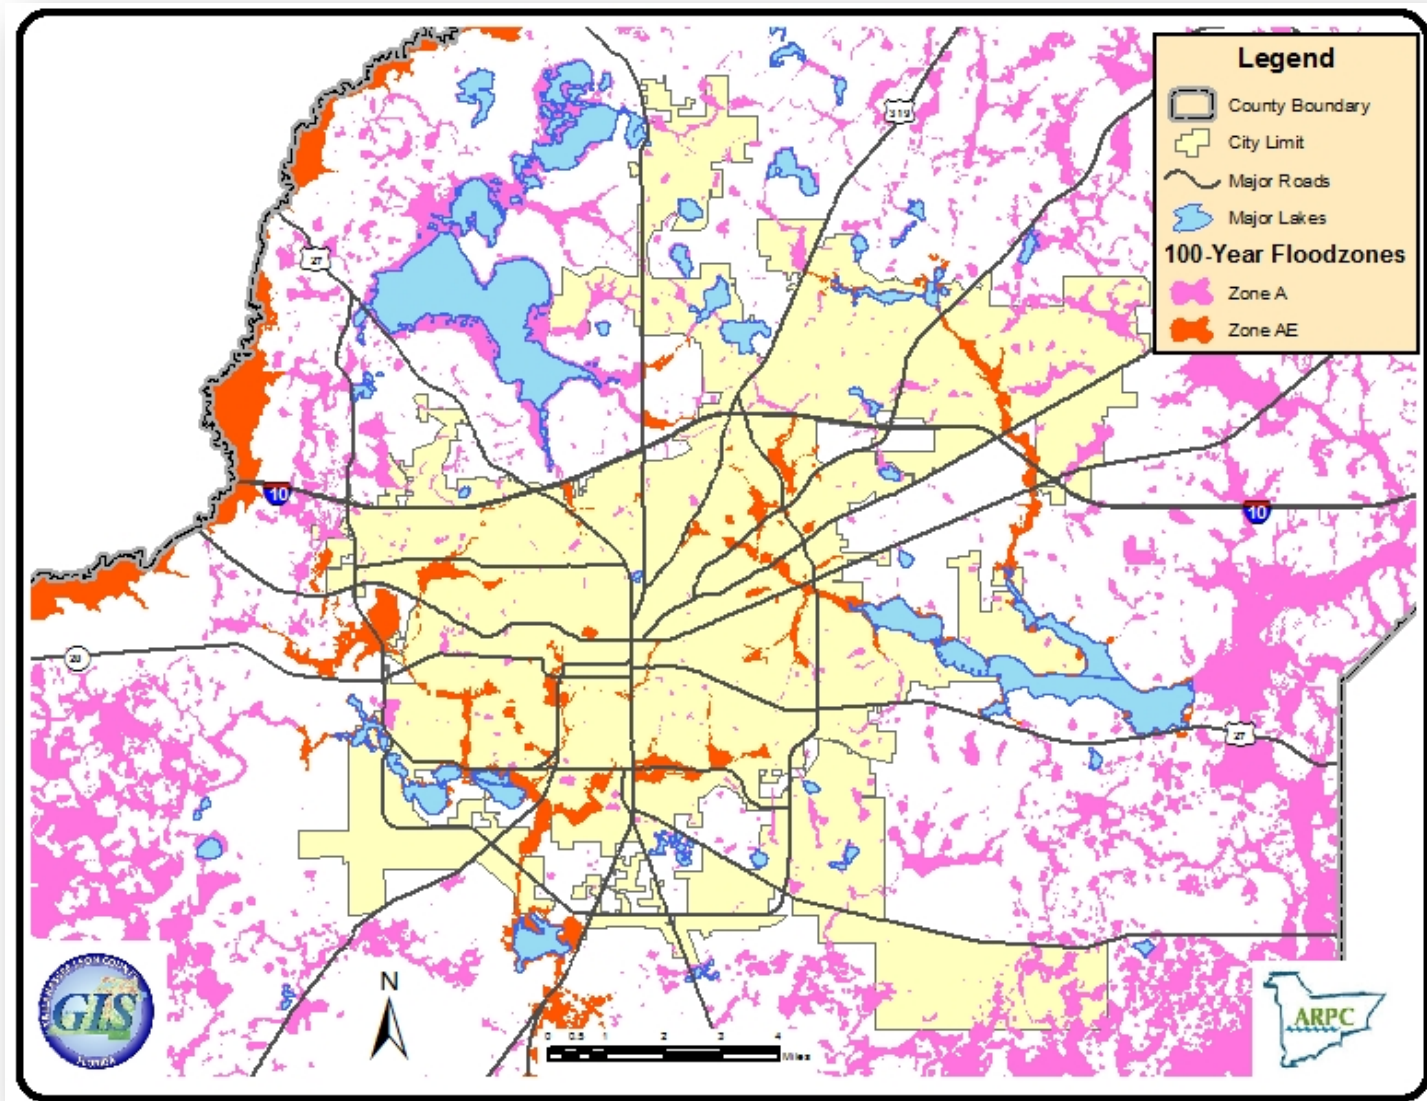 Legend
County Boundary
City Limit
Major Roads
Major Lakes
100-Year Floodzones
Zone A
Zone AE
319
27
10
10
20
27
N
0 0.5 1 2 3 4
Miles
GIS
FLORIDA
ARPC